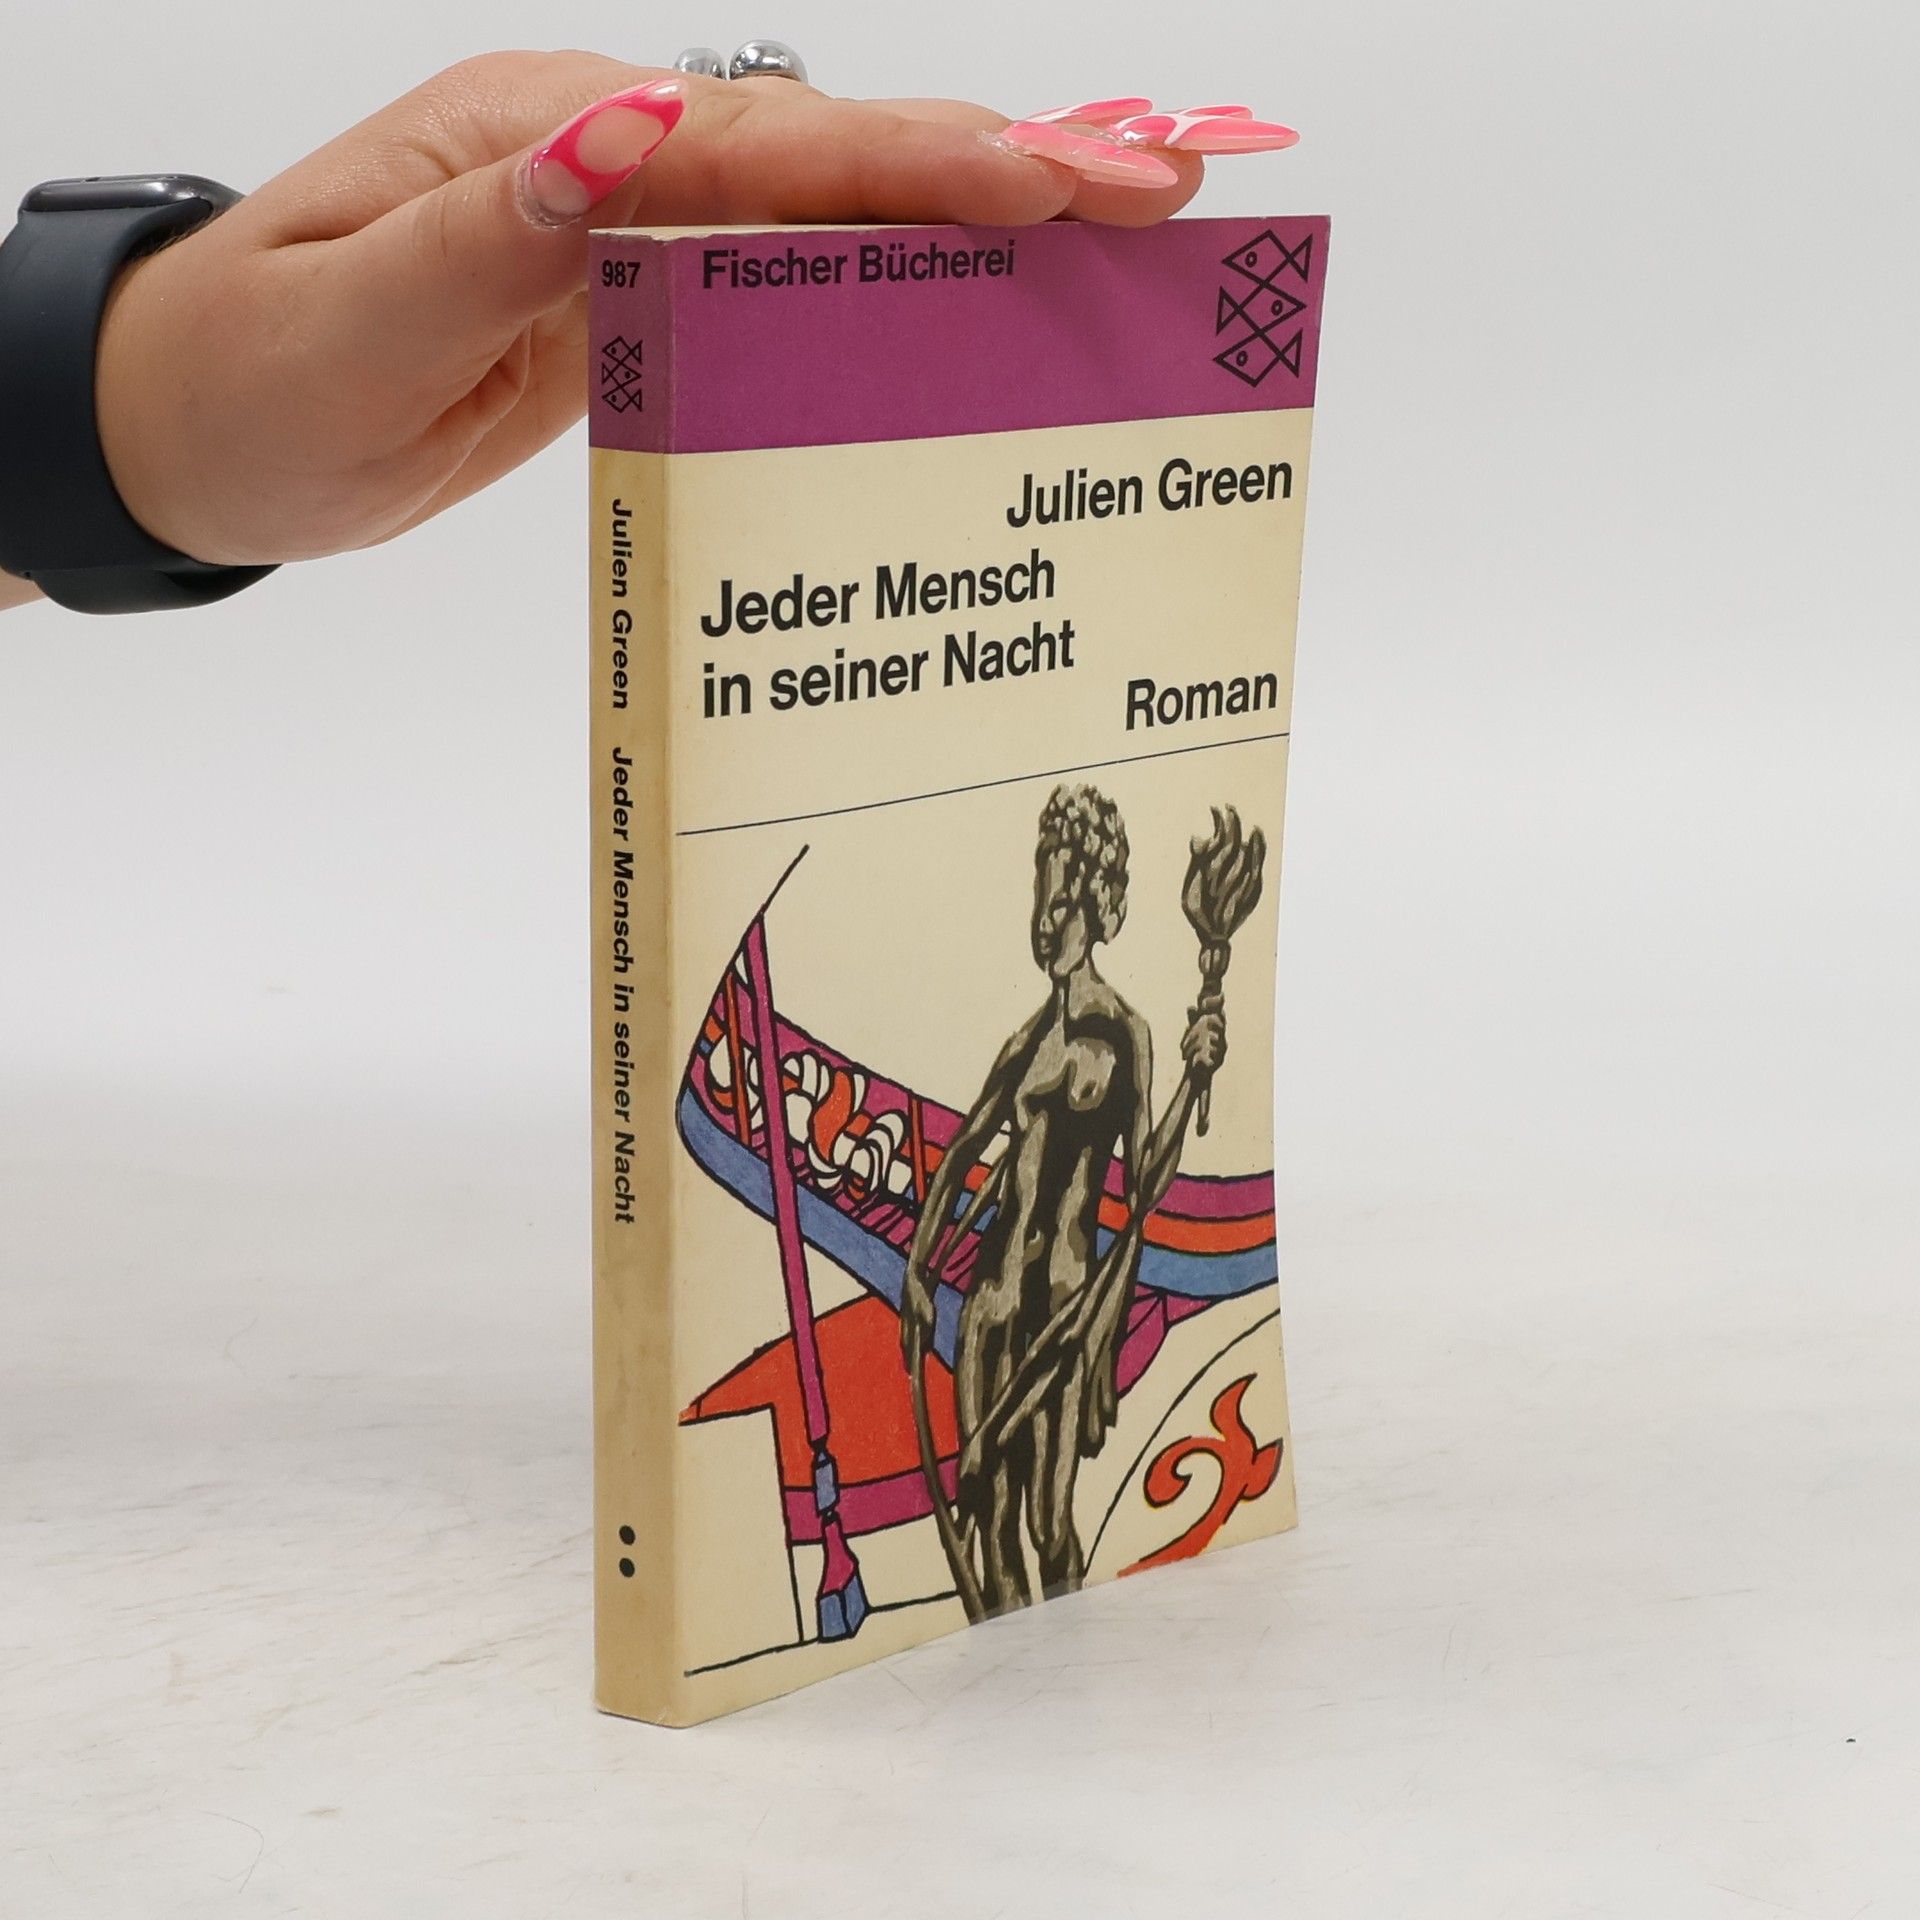 987
Fischer Bücherei
Julien Green
Jeder Mensch
in seiner Nacht
Roman
Julien Green Jeder Mensch in seiner Nacht